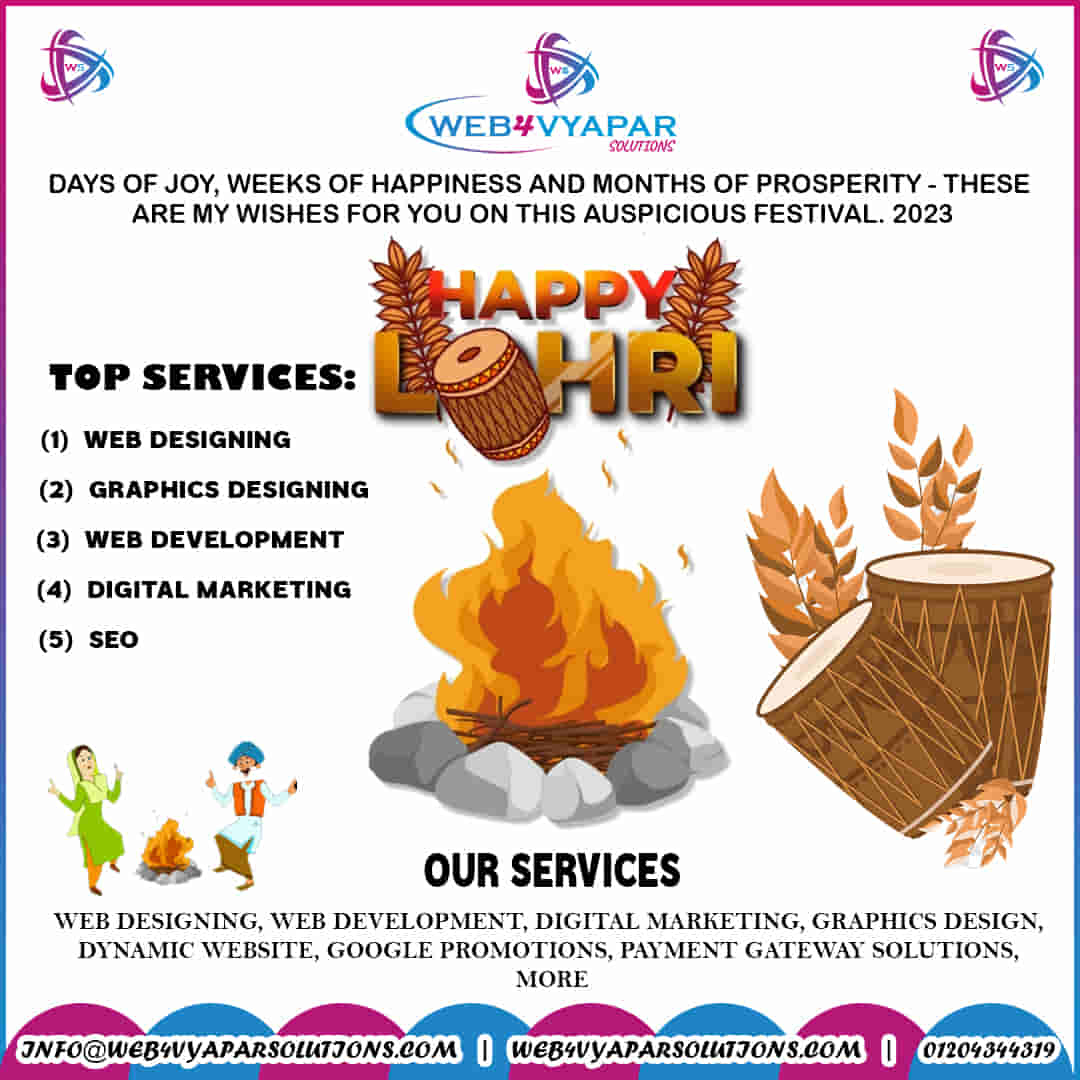 WS
WS
WS
WEB4VYAPAR
SOLUTIONS
DAYS OF JOY, WEEKS OF HAPPINESS AND MONTHS OF PROSPERITY - THESE
ARE MY WISHES FOR YOU ON THIS AUSPICIOUS FESTIVAL. 2023
HAPPY
LOHRI
TOP SERVICES:
(1) WEB DESIGNING
(2) GRAPHICS DESIGNING
(3) WEB DEVELOPMENT
(4) DIGITAL MARKETING
(5) SEO
OUR SERVICES
WEB DESIGNING, WEB DEVELOPMENT, DIGITAL MARKETING, GRAPHICS DESIGN,
DYNAMIC WEBSITE, GOOGLE PROMOTIONS, PAYMENT GATEWAY SOLUTIONS,
MORE
INFO@WEB4VYAPARSOLUTIONS.COM | WEB4VYAPARSOLUTIONS.COM | 01204344319